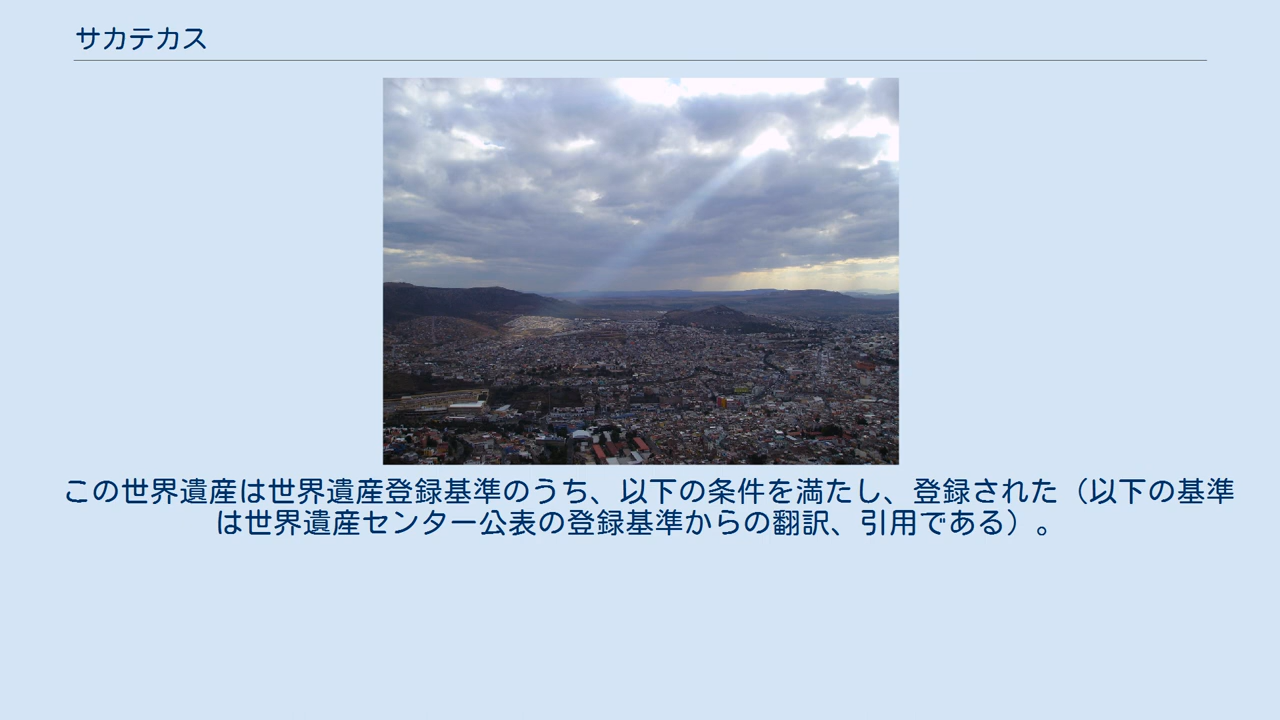 サカテカス
この世界遺産は世界遺産登録基準のうち、以下の条件を満たし、登録された（以下の基準
は世界遺産センター公表の登録基準からの翻訳、引用である）。